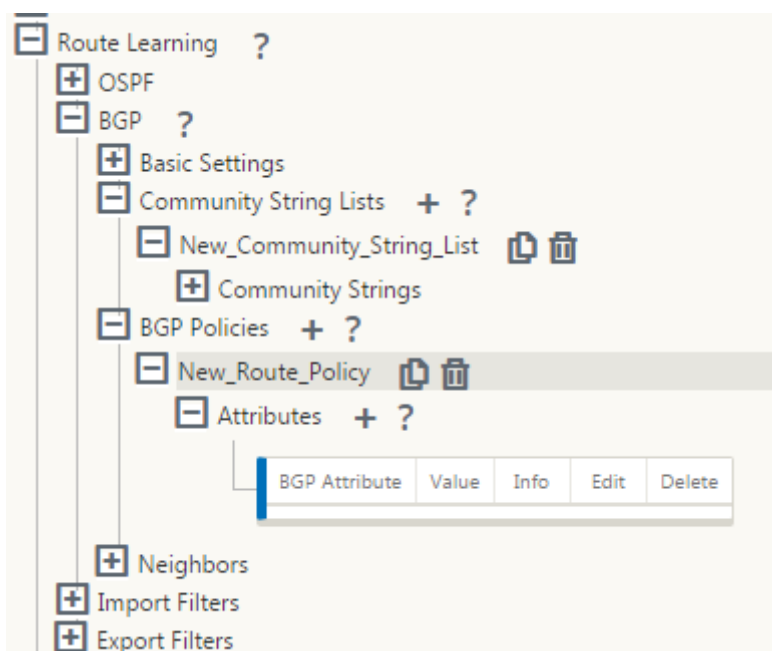 Route Learning ?
OSPF
BGP ?
Basic Settings
Community String Lists + ?
New_Community_String_List
Community Strings
BGP Policies + ?
New_Route_Policy
Attributes + ?
BGP Attribute Value Info Edit Delete
Neighbors
Import Filters
Export Filters